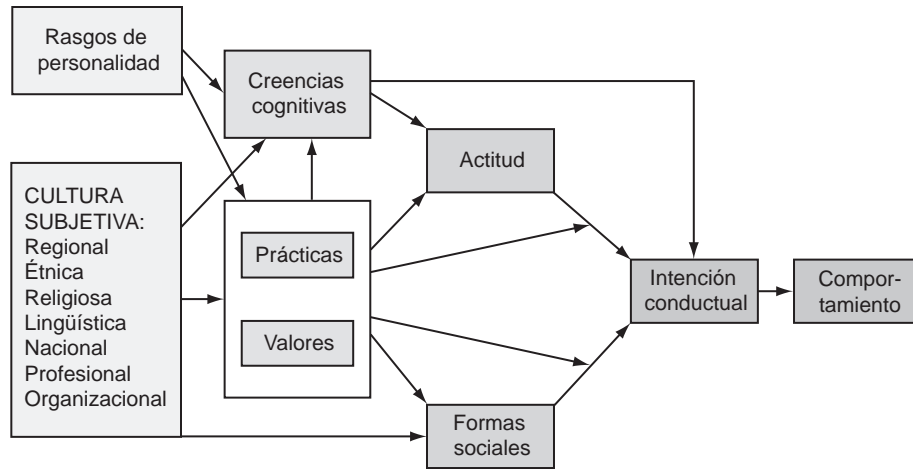 Rasgos de
personalidad
Creencias
cognitivas
Actitud
CULTURA
SUBJETIVA:
Regional
Étnica
Religiosa
Lingüística
Nacional
Profesional
Organizacional
Prácticas
Valores
Intención
conductual
Compor-
tamiento
Formas
sociales